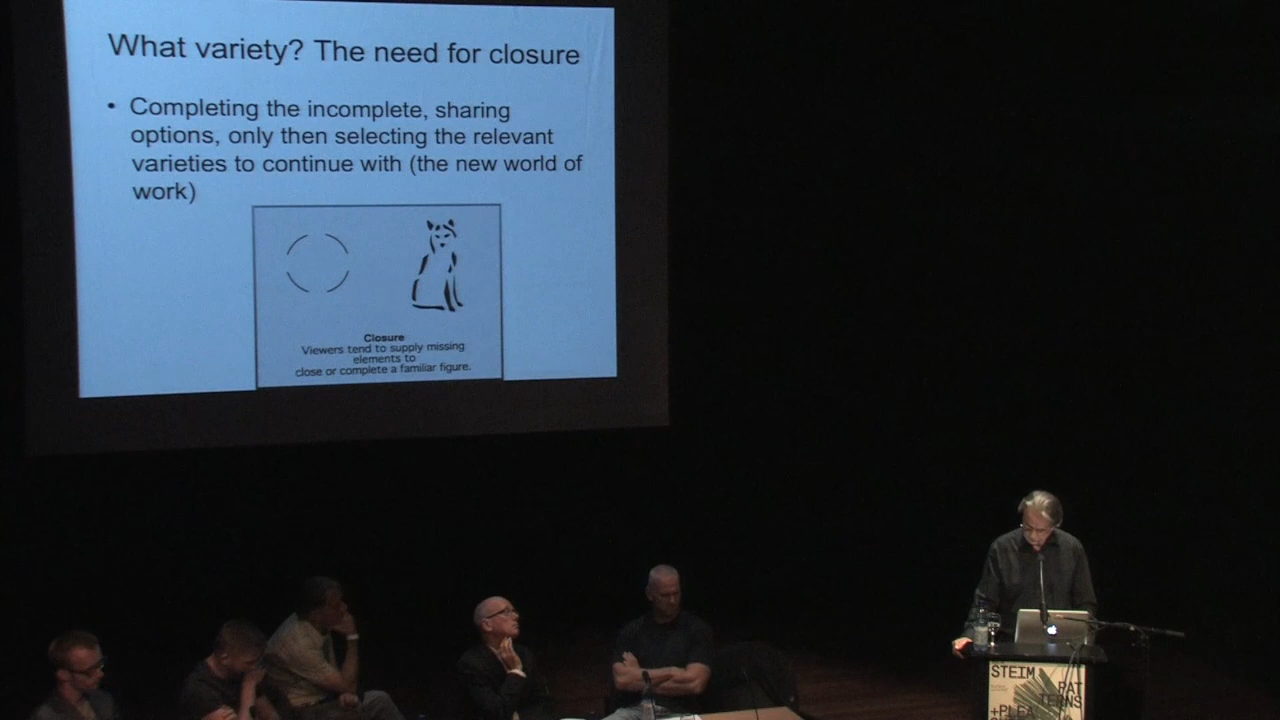 What variety? The need for closure
• Completing the incomplete, sharing
options, only then selecting the relevant
varieties to continue with (the new world of
work)
Closure
Viewers tend to supply missing
elements to
close or complete a familiar figure.
STEIM
PAT
TERNS
+PLEA